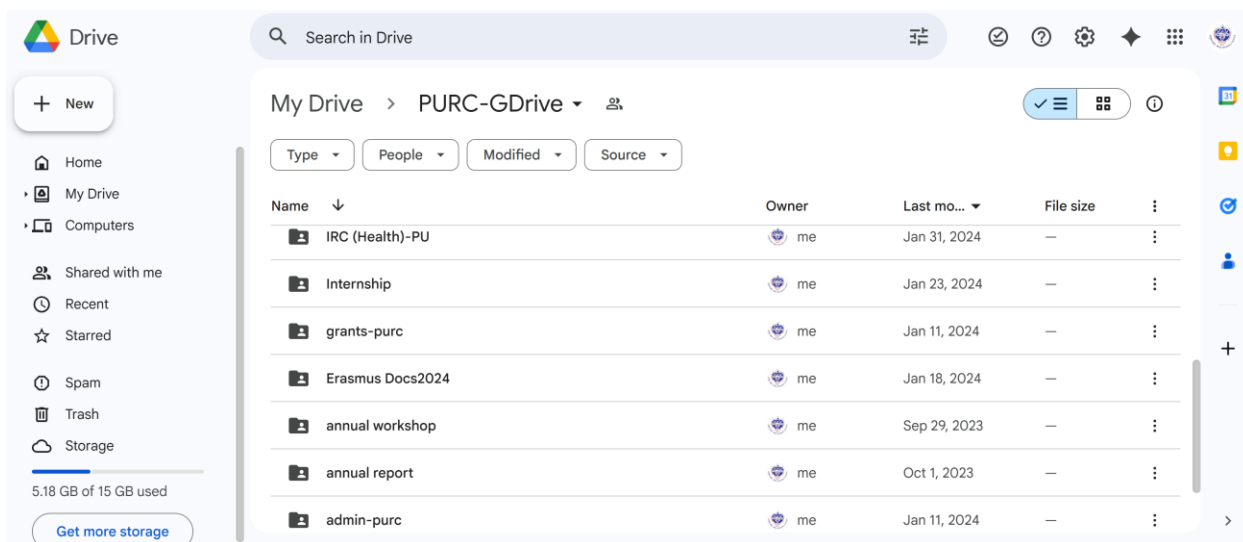 Drive
Search in Drive
New
My Drive > PURC-GDrive
31
Home
My Drive
Computers
Shared with me
Recent
Starred
Spam
Trash
Storage
5.18 GB of 15 GB used
Get more storage
Type People Modified Source
Name Owner Last mo... File size
IRC (Health)-PU me Jan 31, 2024 —
Internship me Jan 23, 2024 —
grants-purc me Jan 11, 2024 —
Erasmus Docs2024 me Jan 18, 2024 —
annual workshop me Sep 29, 2023 —
annual report me Oct 1, 2023 —
admin-purc me Jan 11, 2024 —